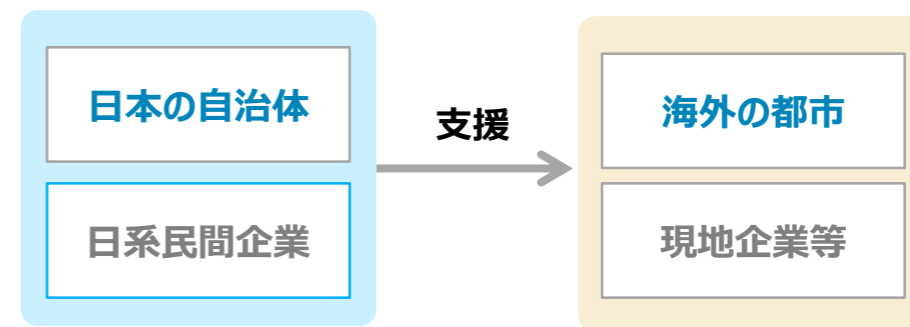 日本の自治体
日系民間企業
支援
海外の都市
現地企業等